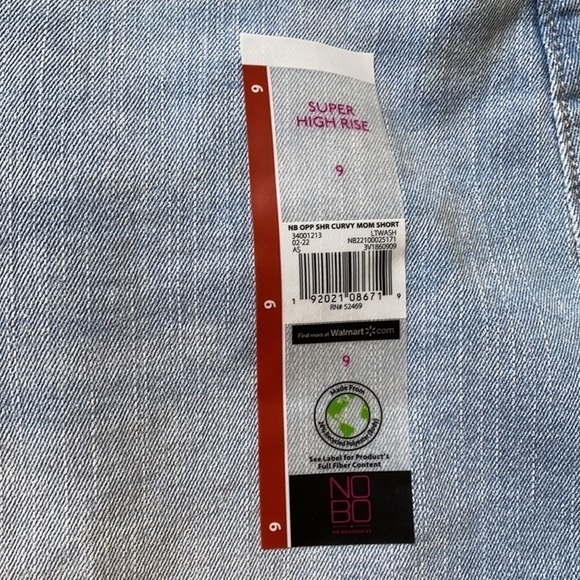 9
SUPER
HIGH RISE
9
NB OPP SHR CURVY MOM SHORT
34001213 LTWASH
02-22 NB22100025171
AS 3V1860909
1 92021 08671 9
RN# 52469
9
Find more at Walmart.com
9
Made From
Recycled Polyester
See Label for Product's
Full Fiber Content
NO
BO
9